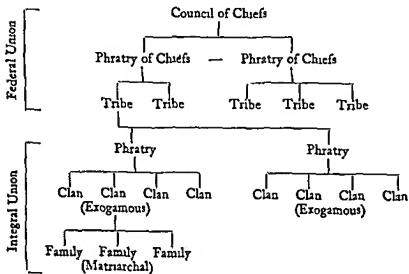 Council of Chiefs
Phratry of Chiefs — Phratry of Chiefs
Tribe Tribe Tribe Tribe Tribe
Federal Union
Phratry Phratry
Clan Clan Clan Clan Clan Clan Clan Clan
(Exogamous) (Exogamous)
Family Family Family
(Matriarchal)
Integral Union